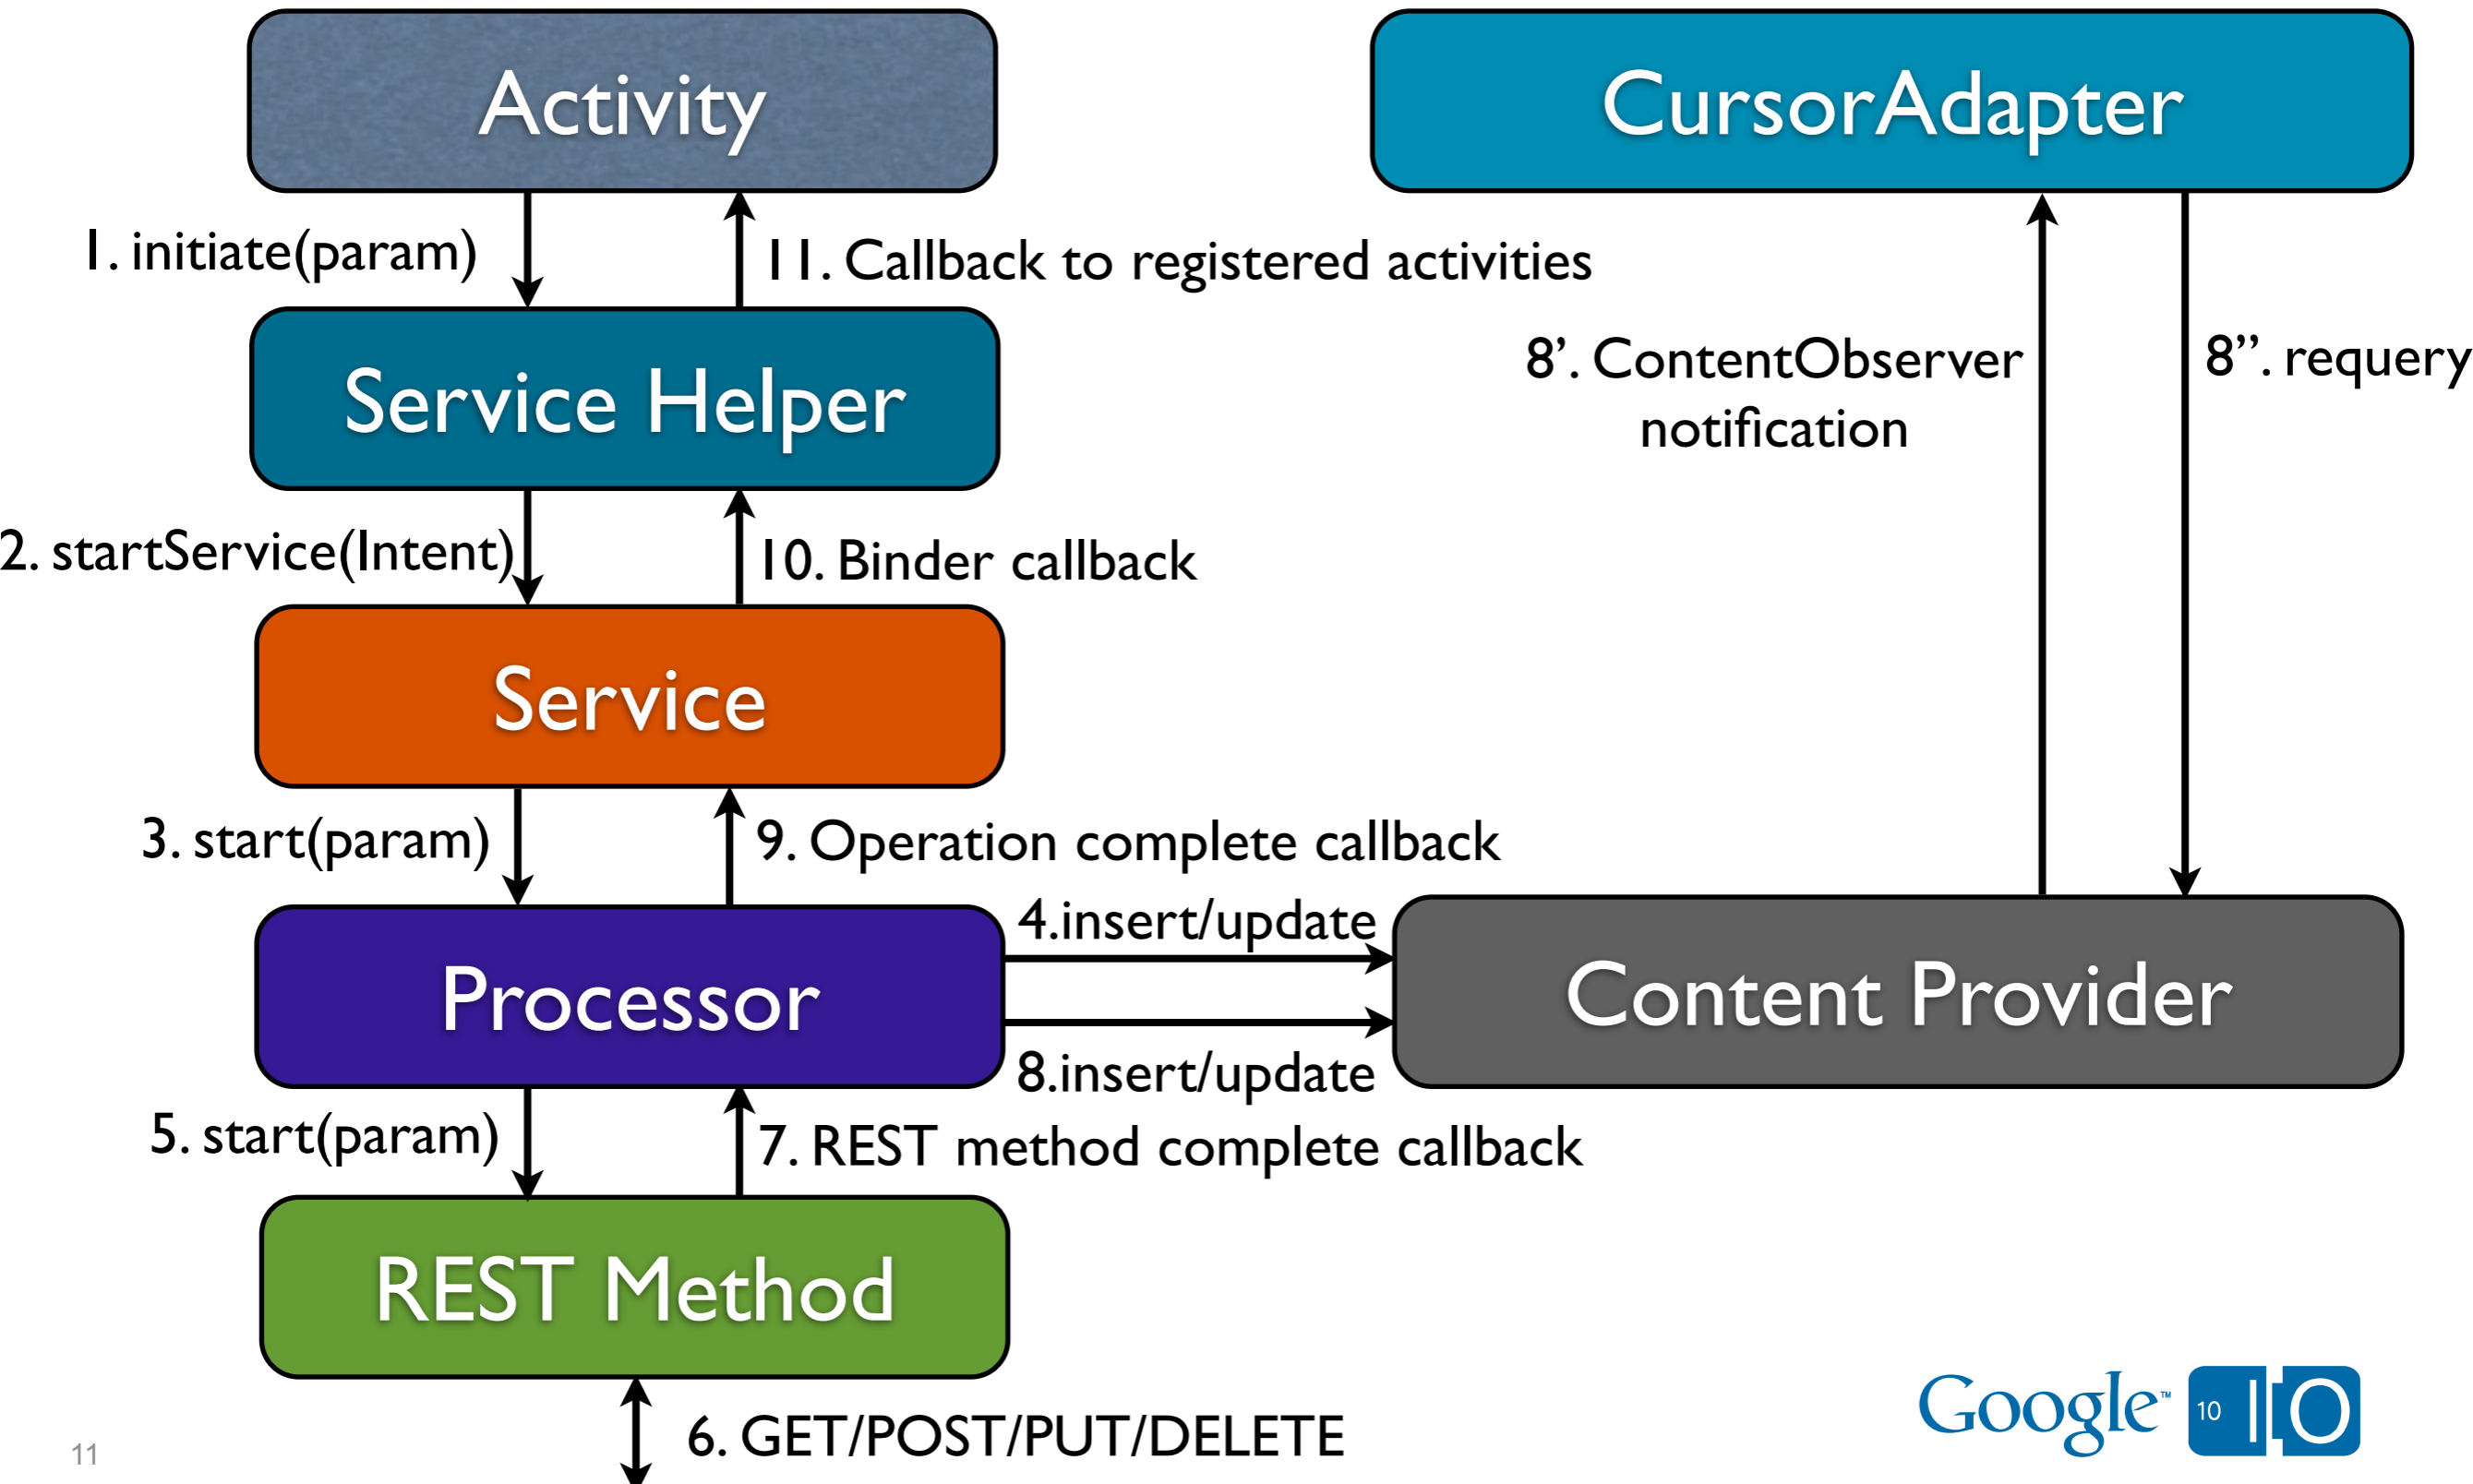 Activity
CursorAdapter
1. initiate(param)
11. Callback to registered activities
Service Helper
8’. ContentObserver
notification
8”. requery
2. startService(Intent)
10. Binder callback
Service
3. start(param)
9. Operation complete callback
4.insert/update
Processor
Content Provider
8.insert/update
5. start(param)
7. REST method complete callback
REST Method
6. GET/POST/PUT/DELETE
Google™ 10 IO
11